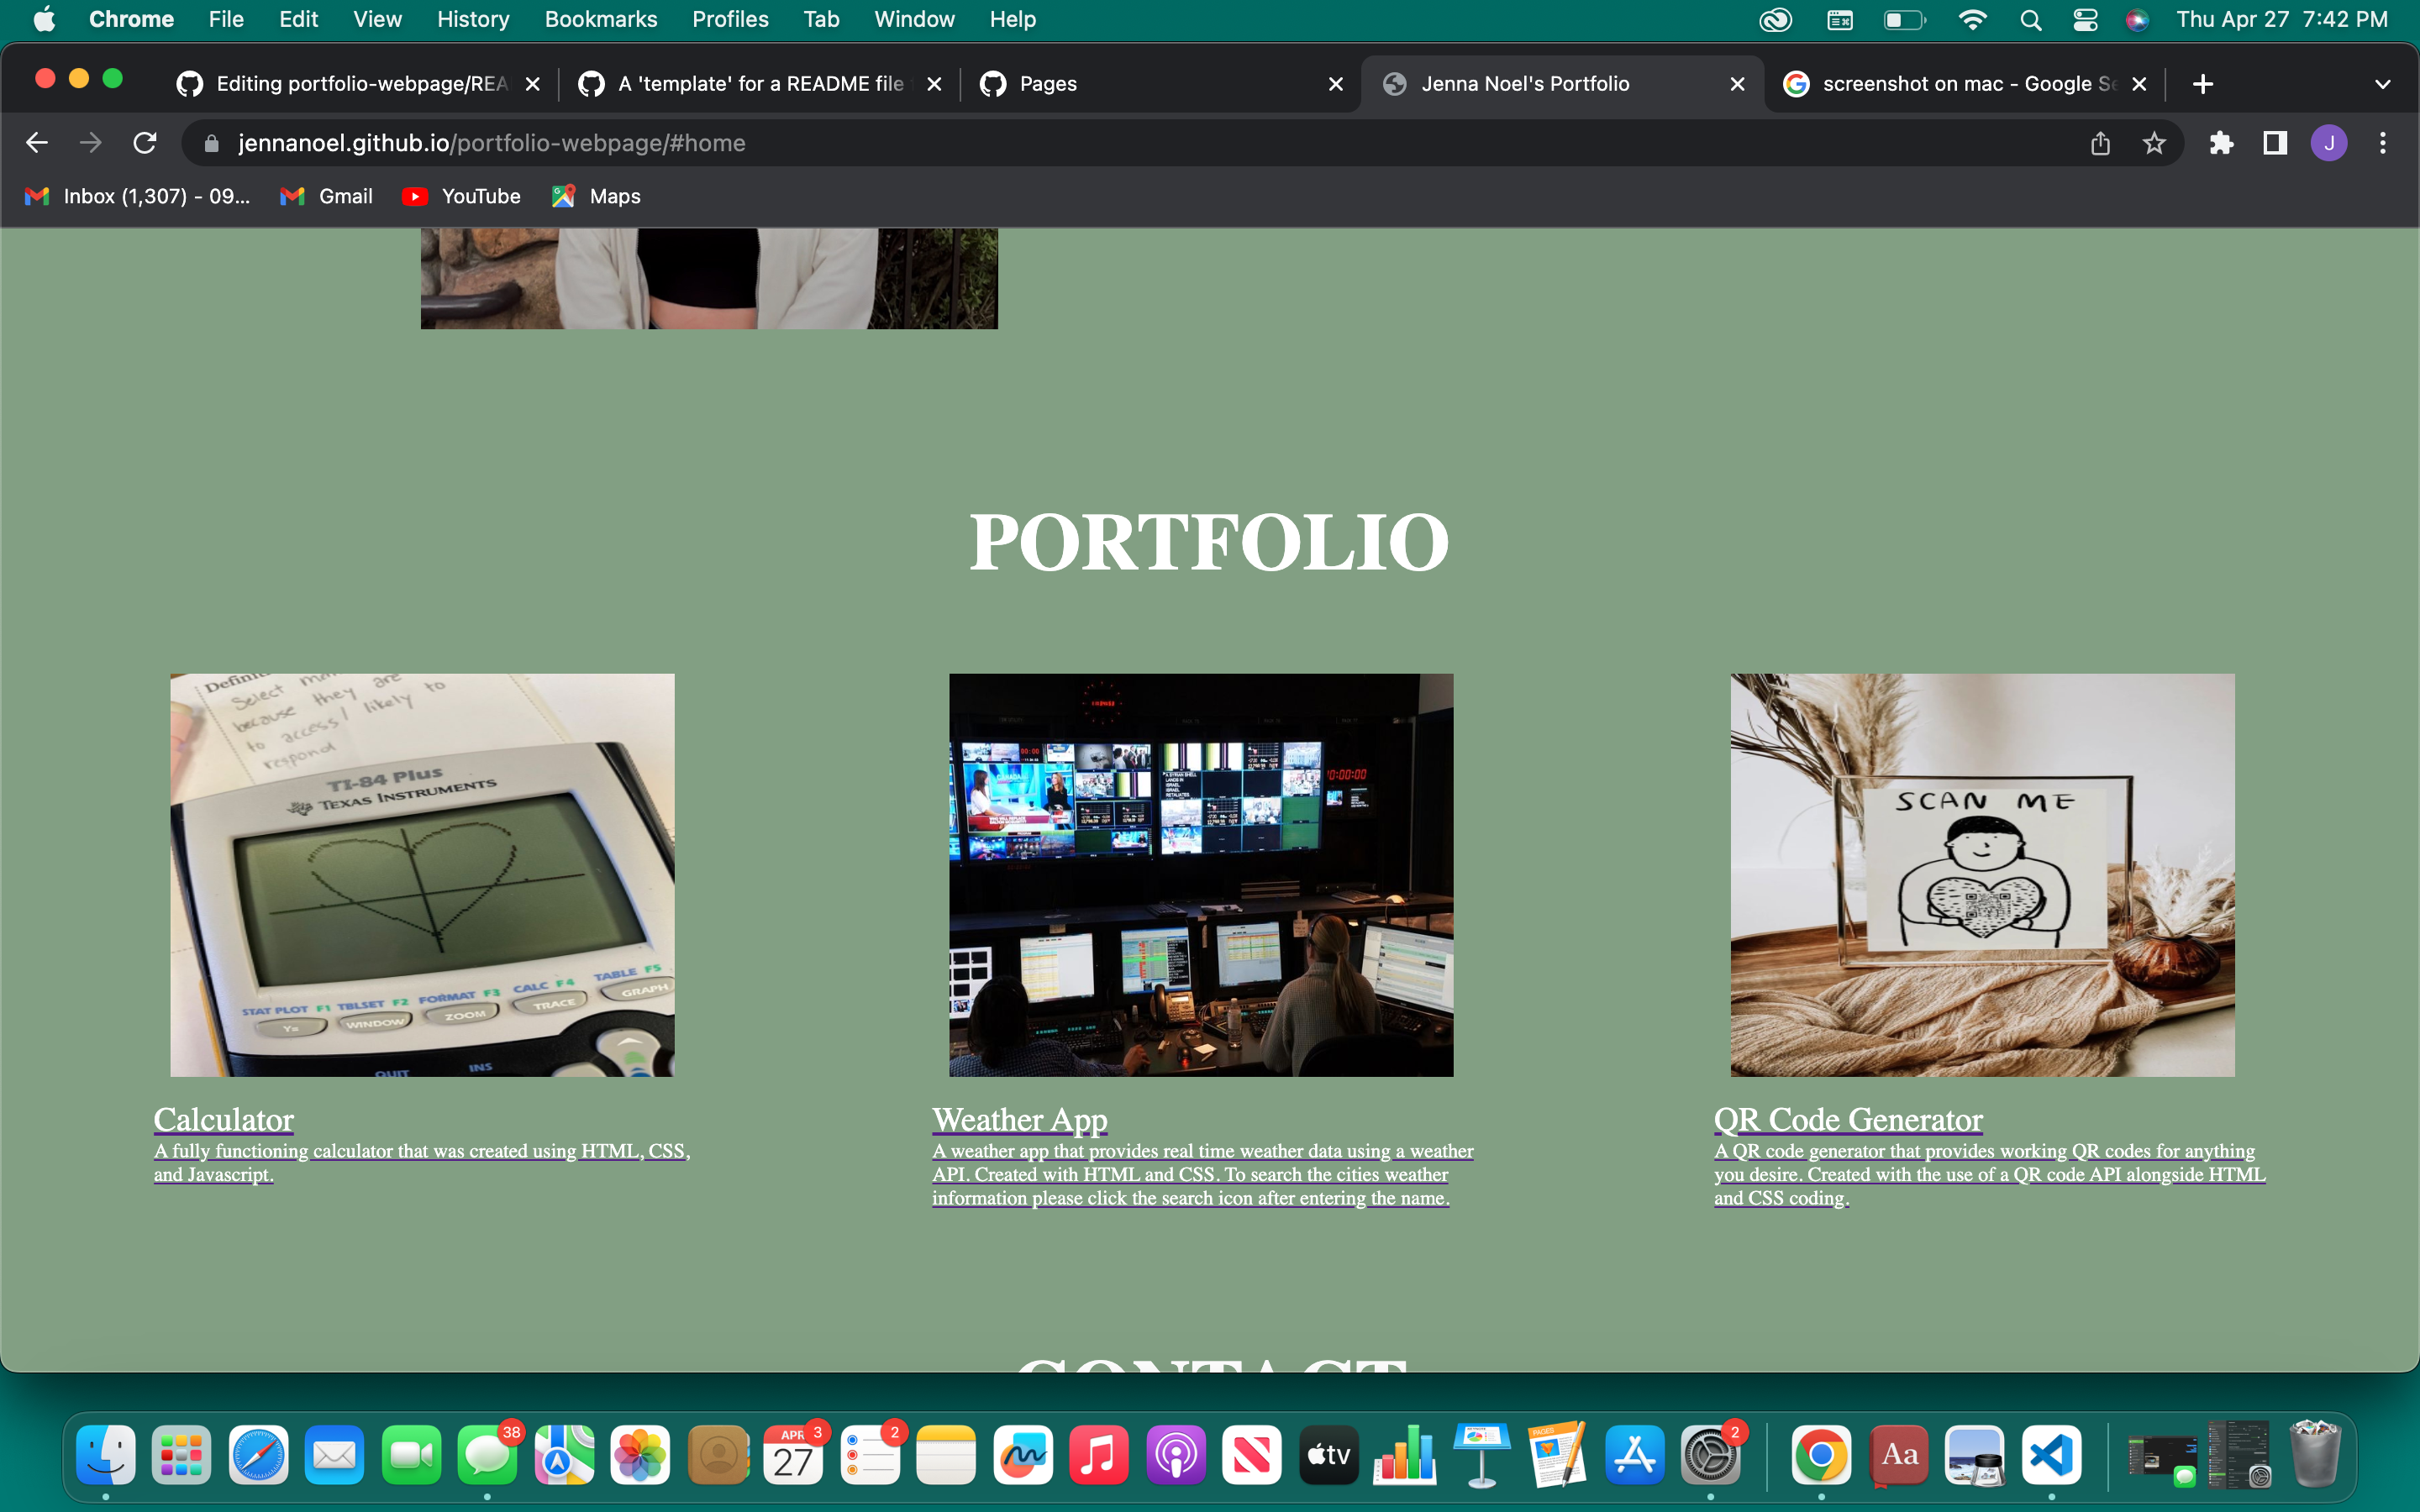 Chrome File Edit View History Bookmarks Profiles Tab Window Help Thu Apr 27 7:42 PM
Editing portfolio-webpage/REA A 'template' for a README file Pages Jenna Noel's Portfolio screenshot on mac - Google Se
jennanoel.github.io/portfolio-webpage/#home J
Inbox (1,307) - 09... Gmail YouTube Maps
PORTFOLIO
Select
because they are
to access/ likely to
respond
TI-84 Plus
TEXAS INSTRUMENTS
STAT PLOT F1 TBLSET F2 FORMAT F3 CALC F4 TABLE F5
Y= WINDOW ZOOM TRACE GRAPH
QUIT INS
SCAN ME
Calculator
A fully functioning calculator that was created using HTML, CSS,
and Javascript.
Weather App
A weather app that provides real time weather data using a weather
API. Created with HTML and CSS. To search the cities weather
information please click the search icon after entering the name.
QR Code Generator
A QR code generator that provides working QR codes for anything
you desire. Created with the use of a QR code API alongside HTML
and CSS coding.
CONTACT
38 APR 27 3 2 tv PAGES 2 Aa